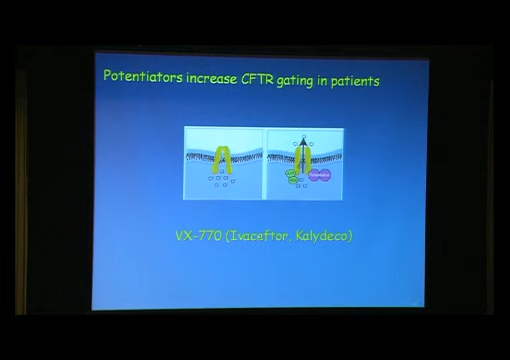 Potentiators increase CFTR gating in patients
VX-770 (Ivacaftor, Kalydeco)